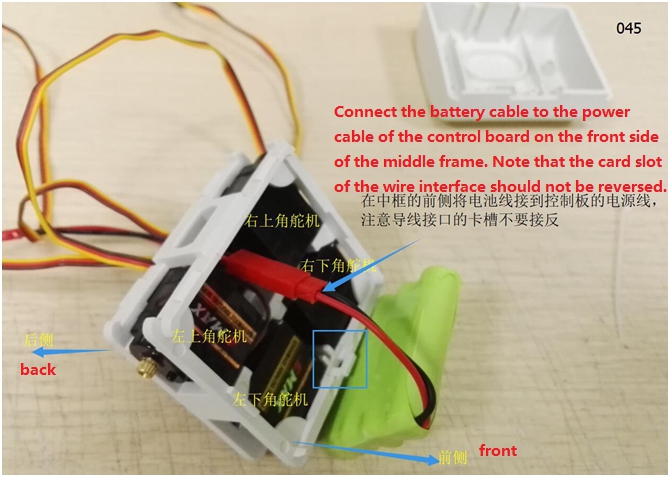 045
Connect the battery cable to the power
cable of the control board on the front side
of the middle frame. Note that the card slot
of the wire interface should not be reversed.
在中框的前侧将电池线接到控制板的电源线，
注意导线接口的卡槽不要接反
右上角舵机
右下角舵机
左上角舵机
MAX
后侧
back
左下角舵机
front
前侧